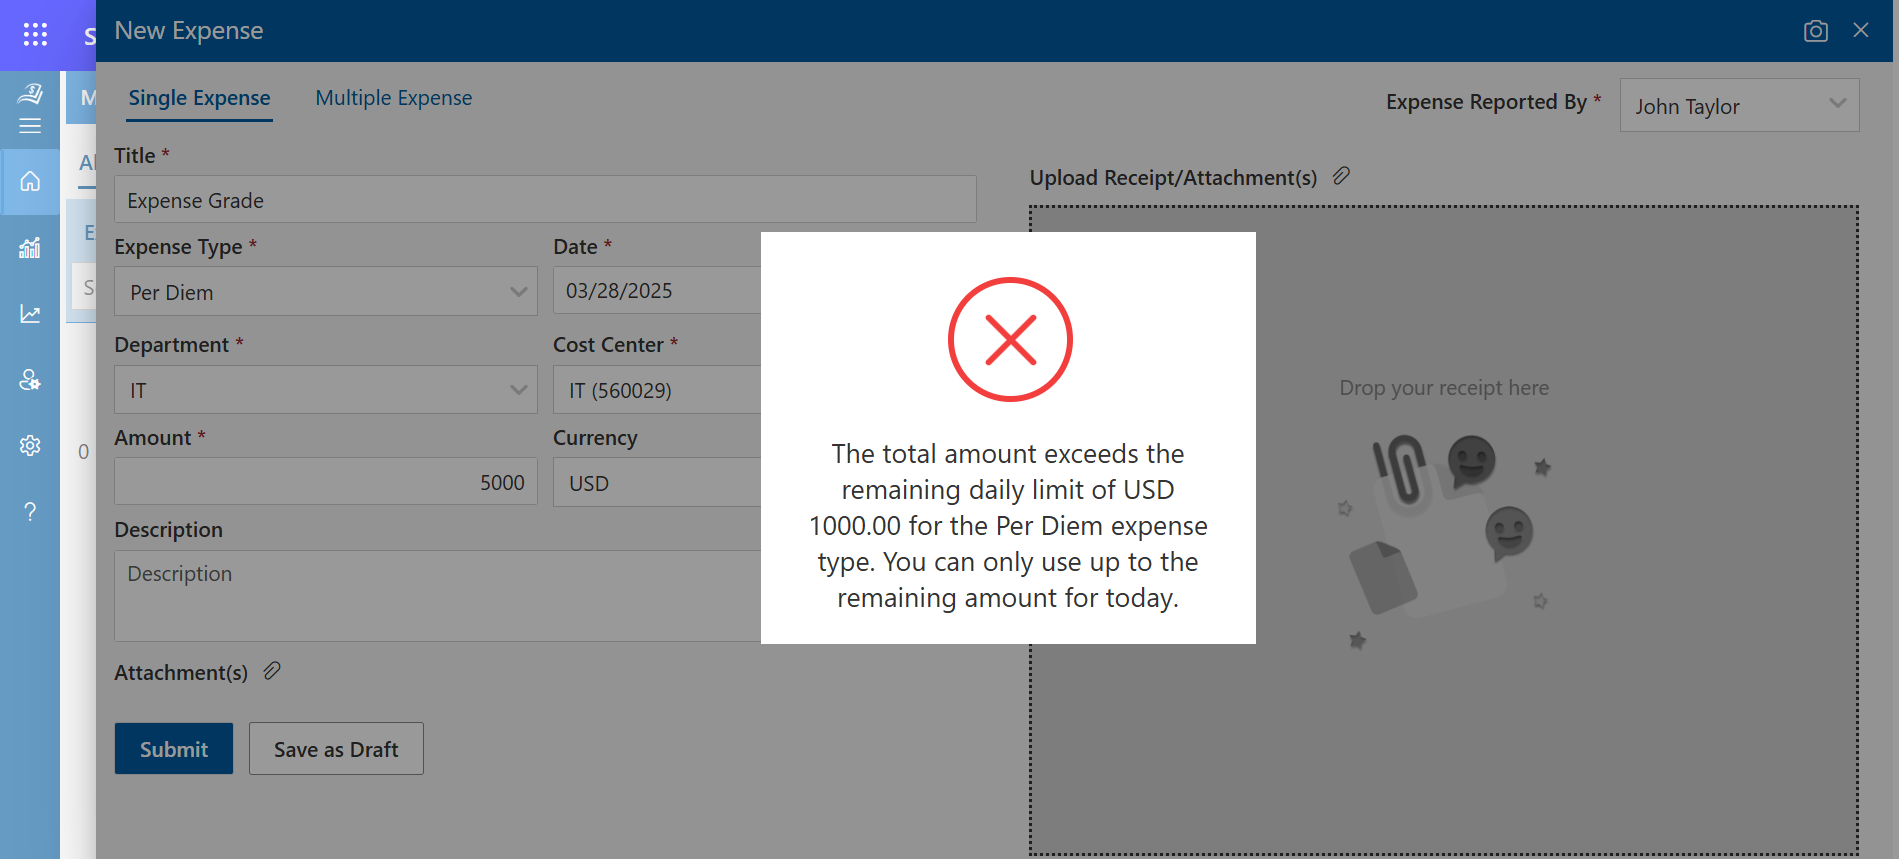 New Expense
Single Expense
Multiple Expense
Expense Reported By *
John Taylor
Title *
Expense Grade
Upload Receipt/Attachment(s)
Expense Type *
Date *
Per Diem
03/28/2025
Department *
Cost Center *
IT
IT (560029)
Amount *
Currency
5000
USD
Description
Description
Attachment(s)
Submit
Save as Draft
Drop your receipt here
The total amount exceeds the
remaining daily limit of USD
1000.00 for the Per Diem expense
type. You can only use up to the
remaining amount for today.
0